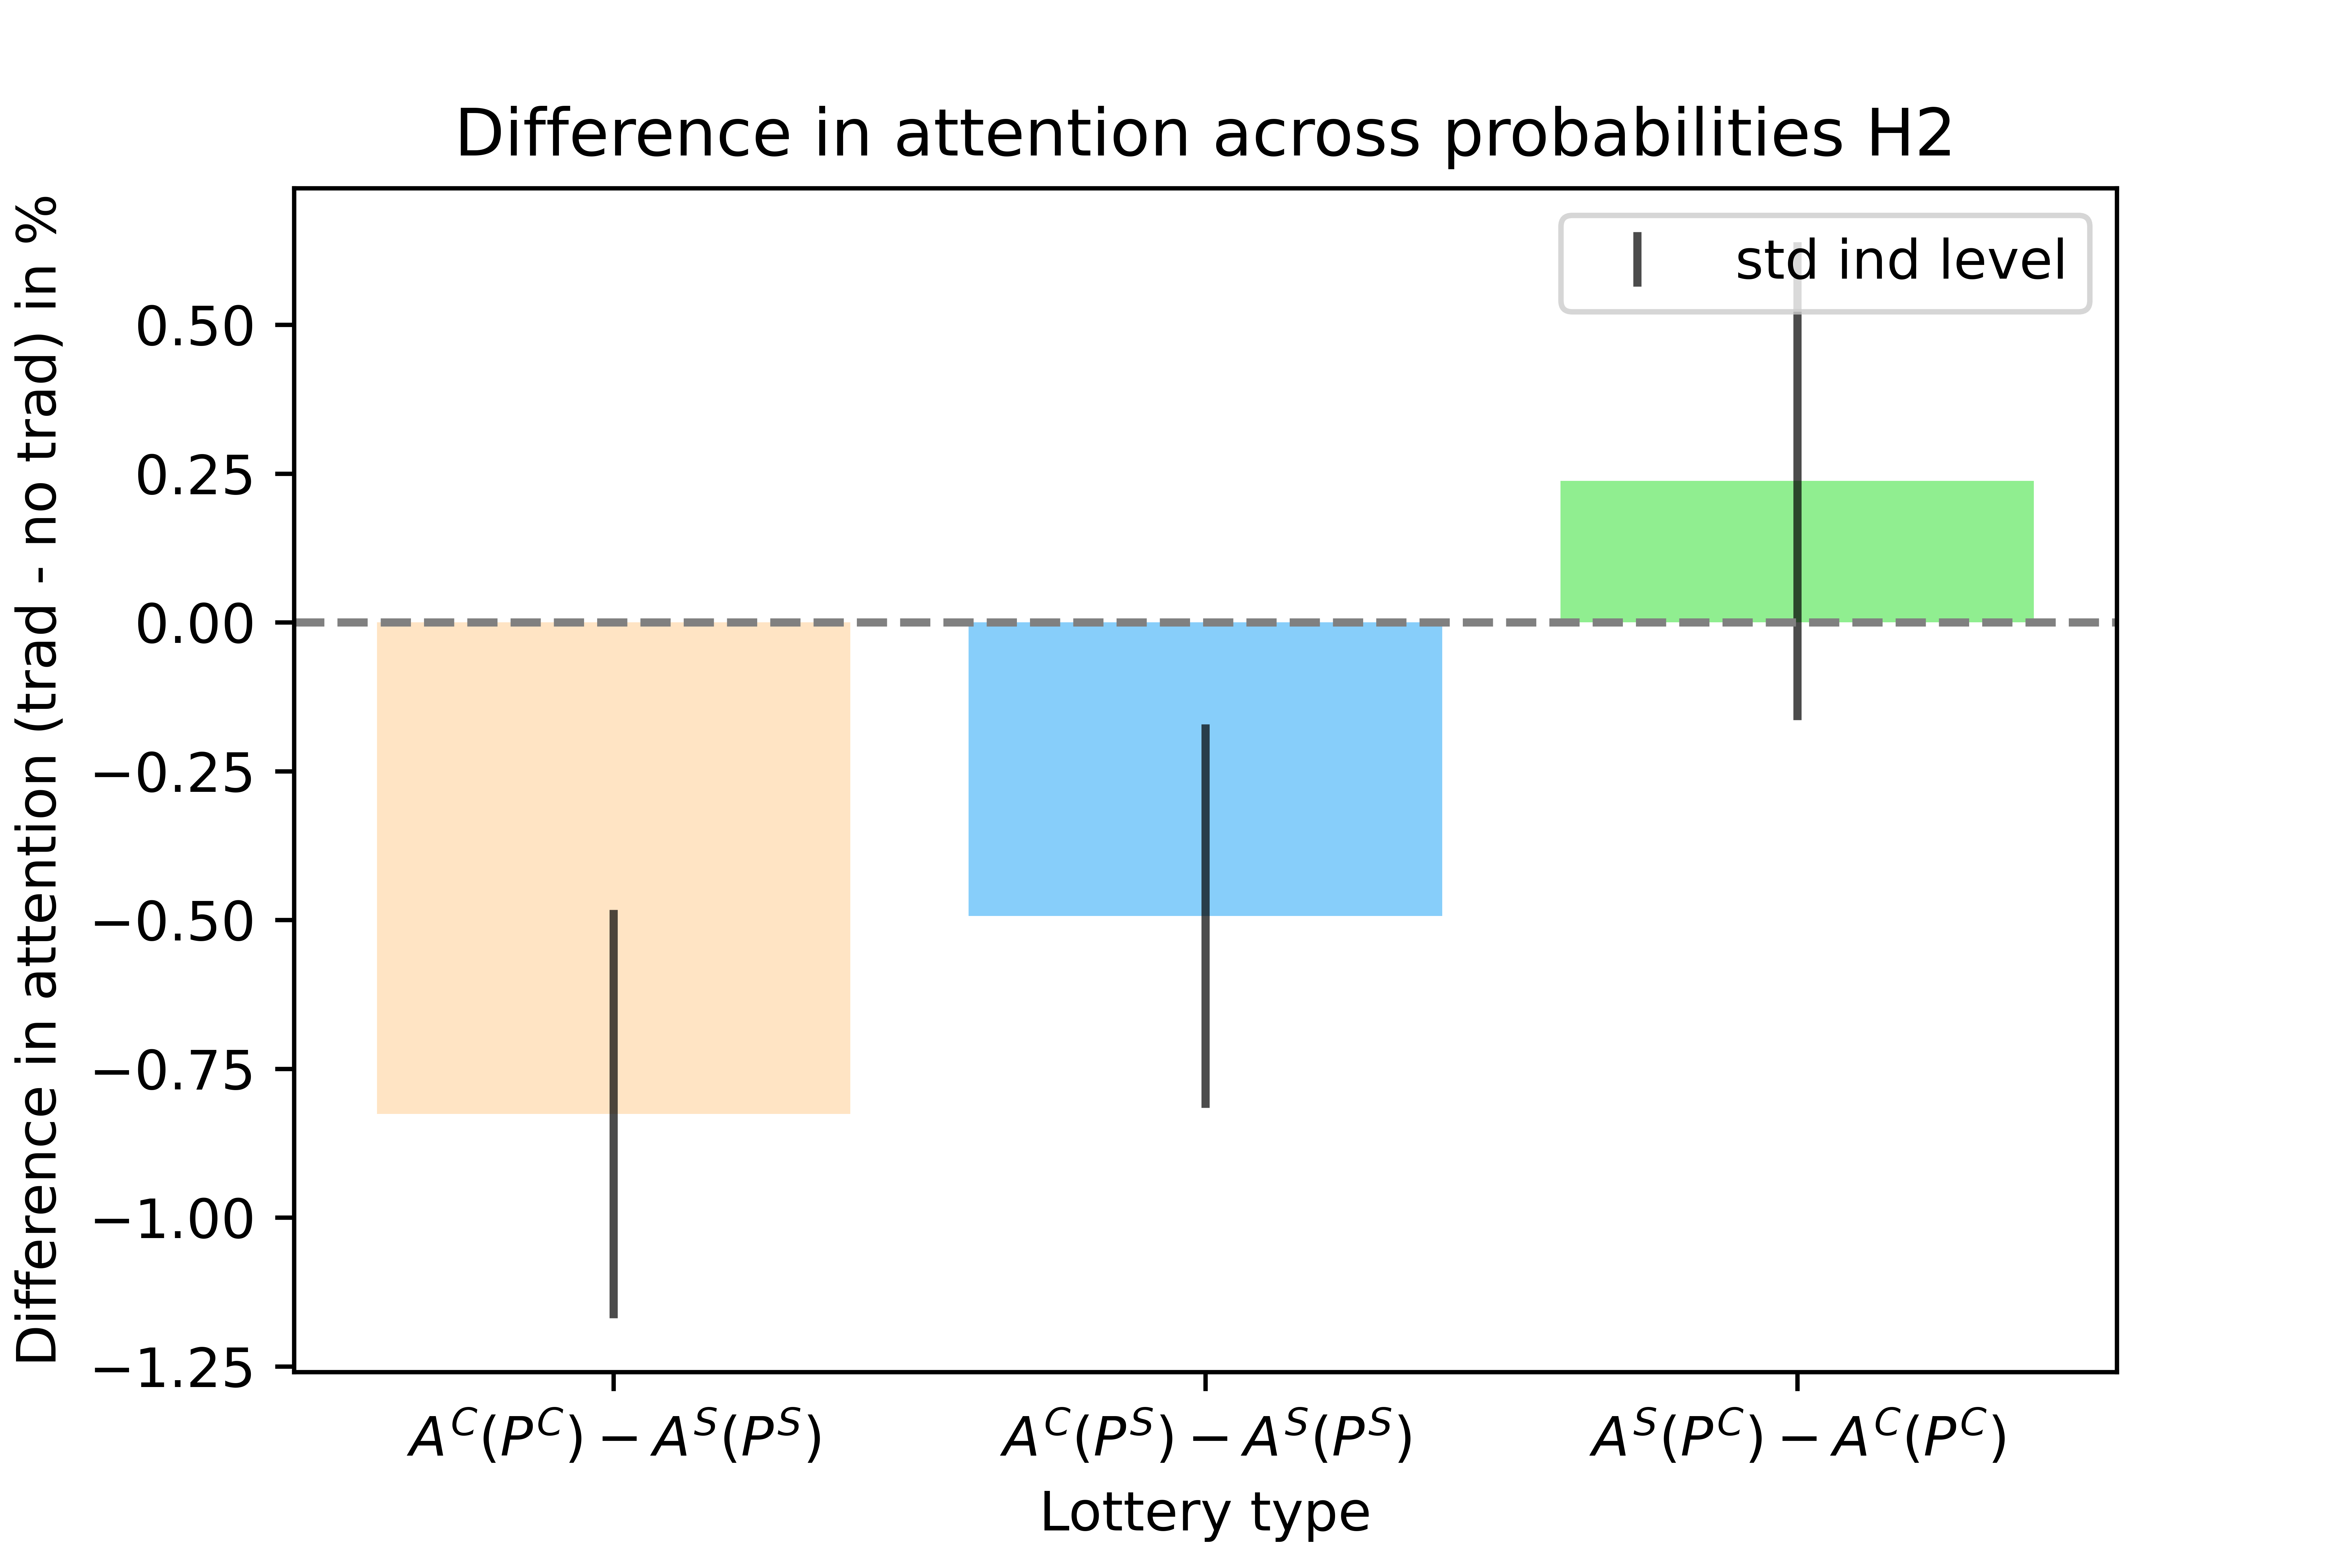 Difference in attention across probabilities H2
Difference in attention (trad - no trad) in %
std ind level
0.50
0.25
0.00
−0.25
−0.50
−0.75
−1.00
−1.25
A^C(P^C) − A^S(P^S)
A^C(P^S) − A^S(P^S)
A^S(P^C) − A^C(P^C)
Lottery type